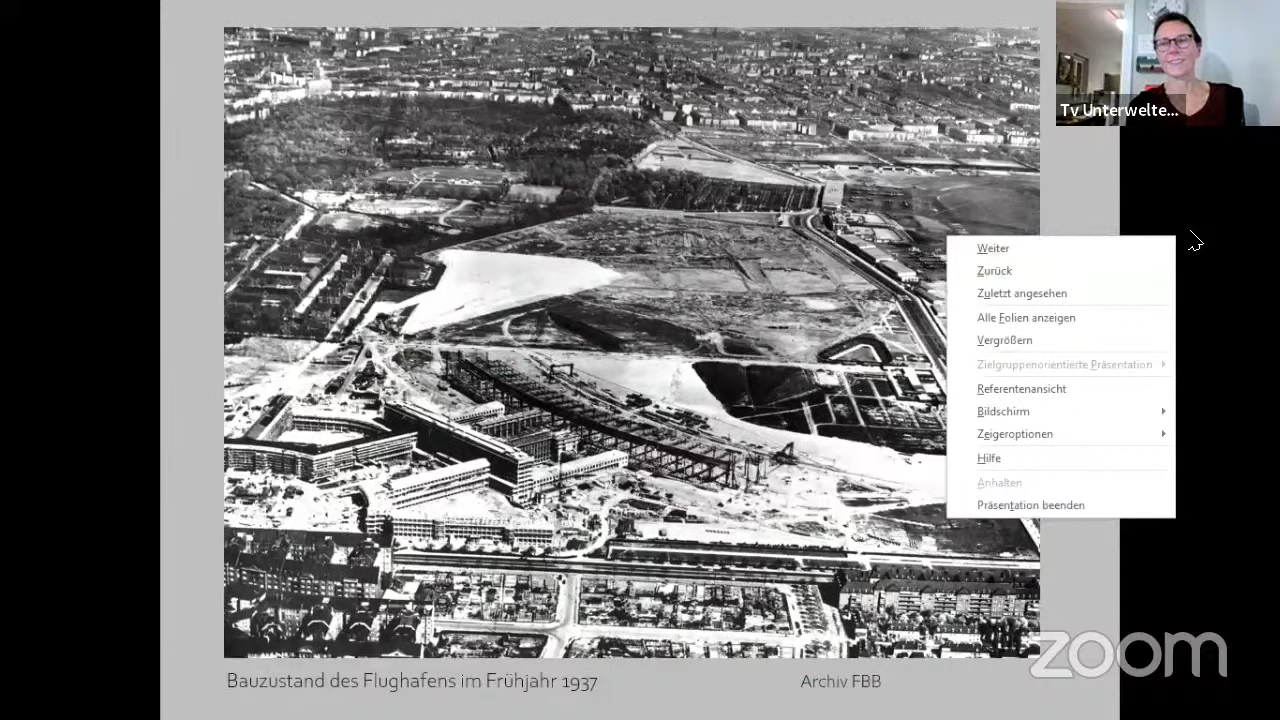 Tv Unterwelte...
Weiter
Zurück
Zuletzt angesehen
Alle Folien anzeigen
Vergrößern
Zielgruppenorientierte Präsentation
Referentenansicht
Bildschirm
Zeigeroptionen
Hilfe
Anhalten
Präsentation beenden
zoom
Bauzustand des Flughafens im Frühjahr 1937
Archiv FBB